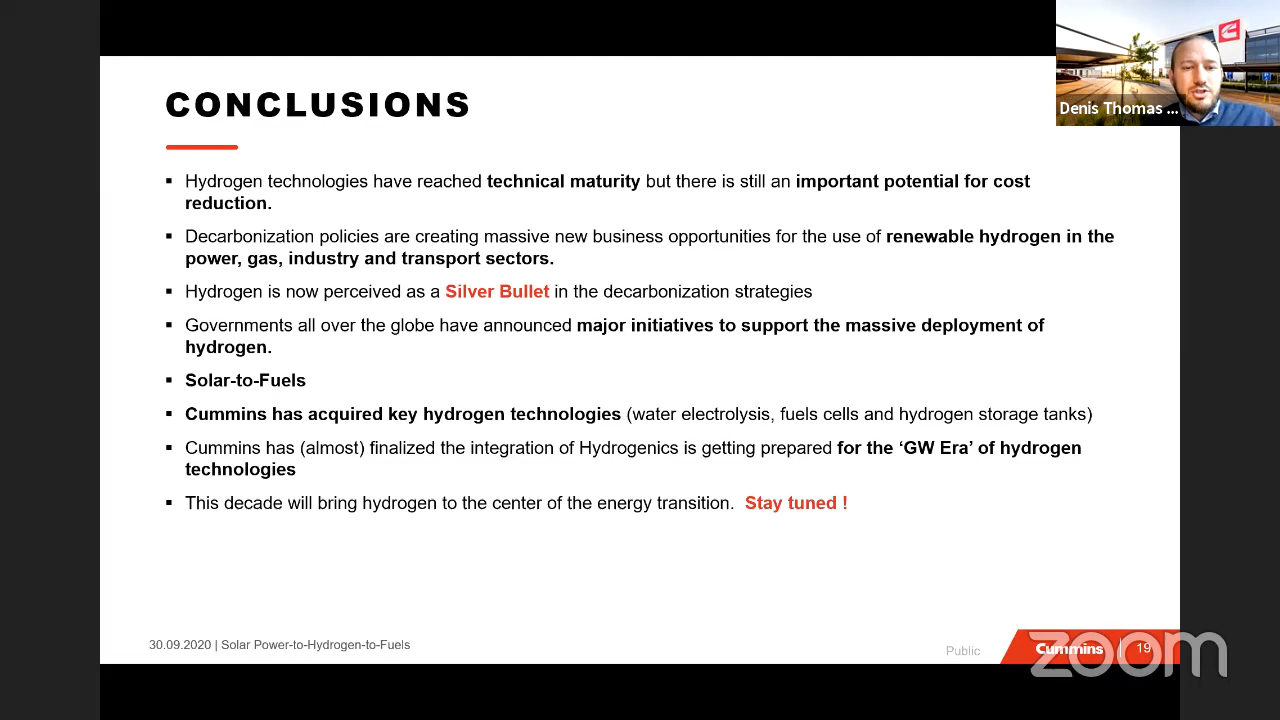 CONCLUSIONS
Denis Thomas ...
▪ Hydrogen technologies have reached technical maturity but there is still an important potential for cost
reduction.
▪ Decarbonization policies are creating massive new business opportunities for the use of renewable hydrogen in the
power, gas, industry and transport sectors.
▪ Hydrogen is now perceived as a Silver Bullet in the decarbonization strategies
▪ Governments all over the globe have announced major initiatives to support the massive deployment of
hydrogen.
▪ Solar-to-Fuels
▪ Cummins has acquired key hydrogen technologies (water electrolysis, fuels cells and hydrogen storage tanks)
▪ Cummins has (almost) finalized the integration of Hydrogenics is getting prepared for the ‘GW Era’ of hydrogen
technologies
▪ This decade will bring hydrogen to the center of the energy transition. Stay tuned !
30.09.2020 | Solar Power-to-Hydrogen-to-Fuels
Public
Cummins
19
zoom